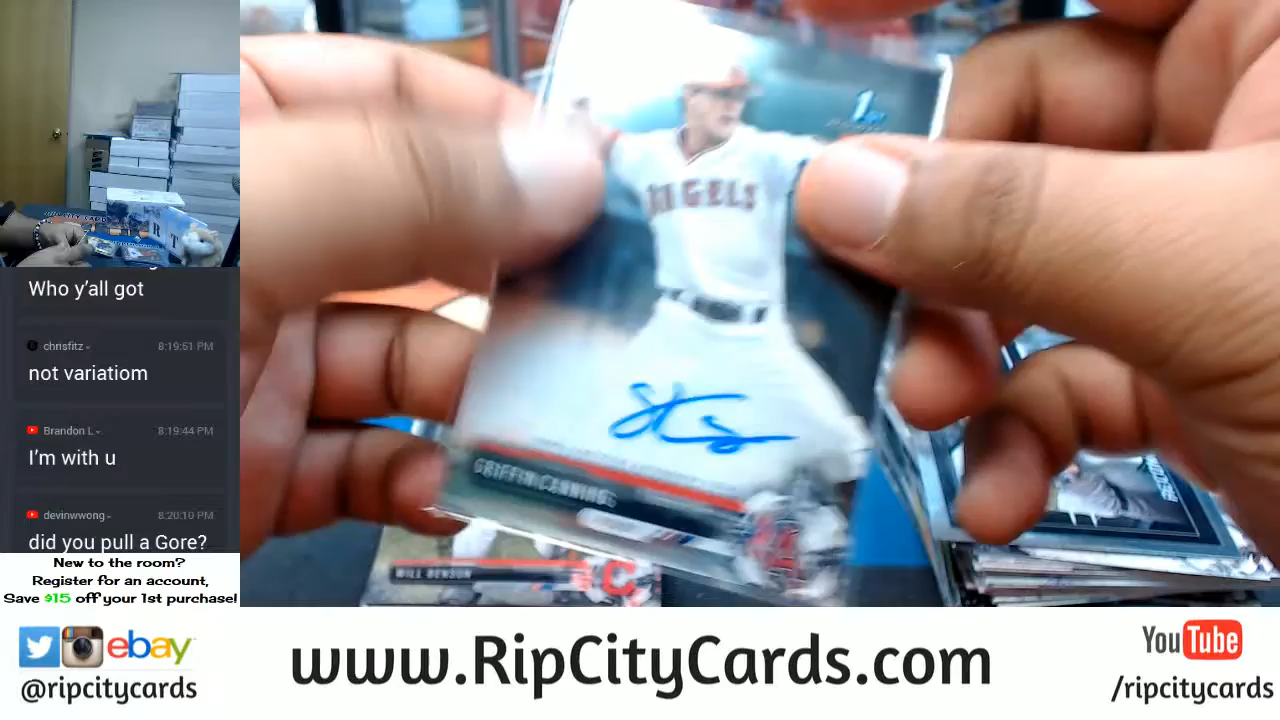 Who y'all got
chrisfitz
8:19:51 PM
not variatiom
Brandon L
8:19:44 PM
I'm with u
devinwwong
8:20:10 PM
did you pull a Gore?
New to the room?
Register for an account,
Save $15 off your 1st purchase!
ebay
@ripcitycards
www.RipCityCards.com
YouTube
/ripcitycards
1st
ANGELS
GRIFFIN CANNING
WILL BENSON
C
R T